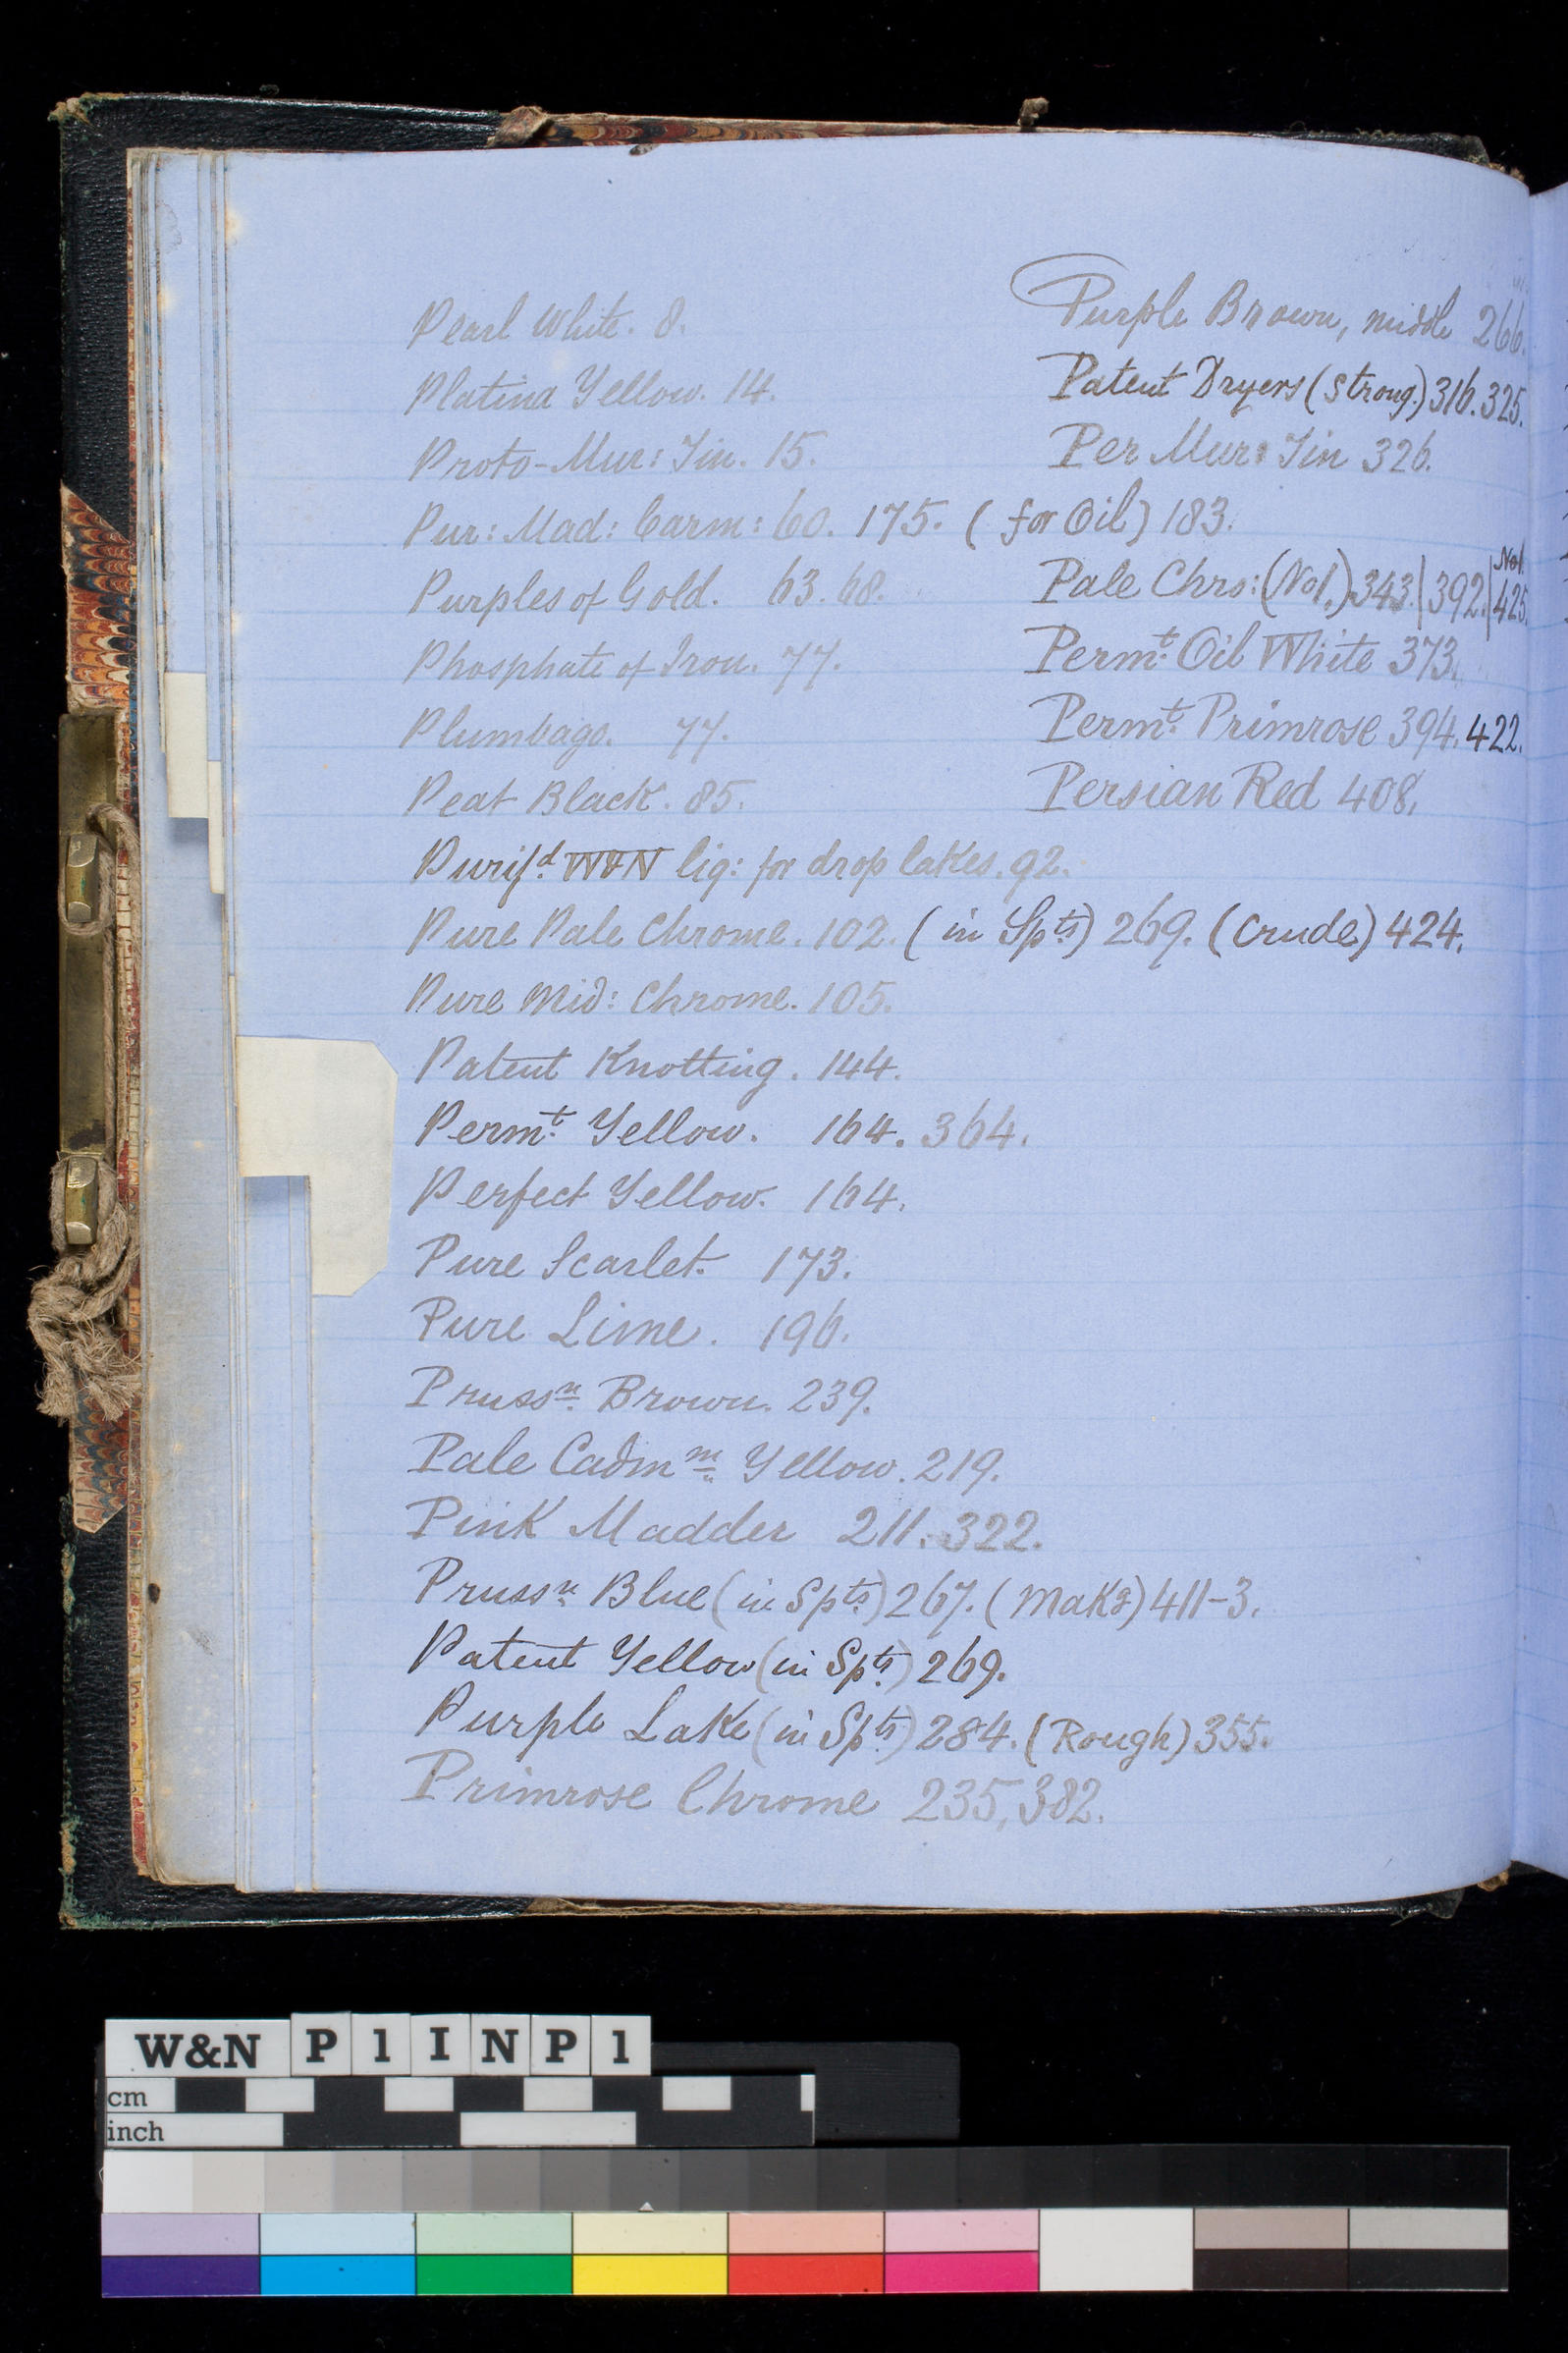 Pearl White. 8.
Platina Yellow. 14.
Proto-Mur: Tin. 15.
Pur: Mad: Carm: 60. 175. ( for Oil) 183.
Purples of Gold. 63. 68.
Phosphate of Iron. 77.
Plumbago. 77.
Peat Black. 85.
Purif.d W&N liq: for drop lakes. 92.
Pure Pale Chrome. 102. ( in Spts) 269. (Crude) 424.
Pure Mid: Chrome. 105.
Patent Knotting. 144.
Permt. Yellow. 164. 364.
Perfect Yellow. 164.
Pure Scarlet. 173.
Pure Lime. 196.
Prussn. Brown. 239.
Pale Cadmm. Yellow. 219.
Pink Madder 211. 322.
Prussn. Blue (in Spts) 267. (Makg) 411-3.
Patent Yellow (in Spts) 269.
Purple Lake (in Spts) 284. (Rough) 355.
Primrose Chrome 235, 382.
Purple Brown, middle 266.
Patent Dryers (Strong.) 316. 325.
Per Mur: Tin 326.
Pale Chro: (No1.) 343.|392.|No1. 425.
Permt. Oil White 373.
Permt. Primrose 394. 422.
Persian Red 408.
W&N P 1 I N P 1
cm
inch